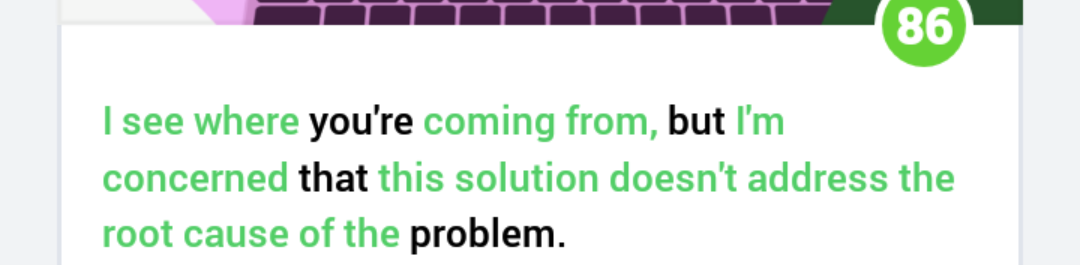 86
I see where you're coming from, but I'm
concerned that this solution doesn't address the
root cause of the problem.